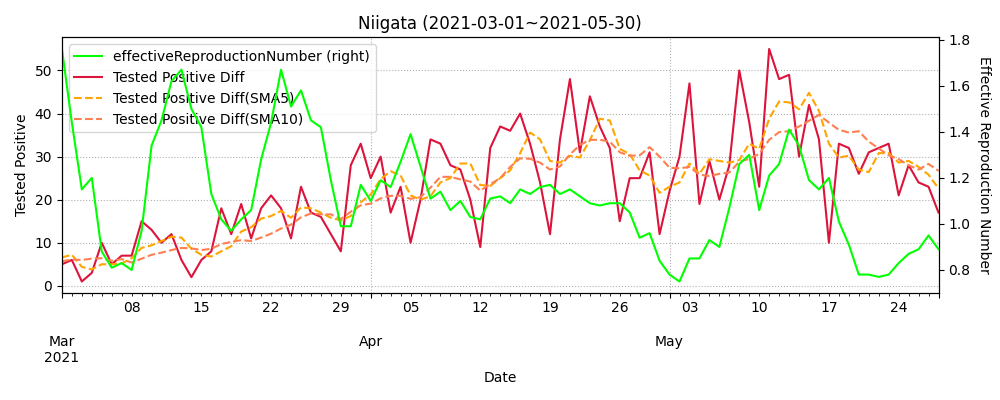 Niigata (2021-03-01~2021-05-30)
effectiveReproductionNumber (right)
Tested Positive Diff
Tested Positive Diff(SMA5)
Tested Positive Diff(SMA10)
Tested Positive
50
40
30
20
10
0
1.8
1.6
1.4
1.2
1.0
0.8
Effective Reproduction Number
08 15 22 29 05 12 19 26 03 10 17 24
Mar Apr May
2021
Date